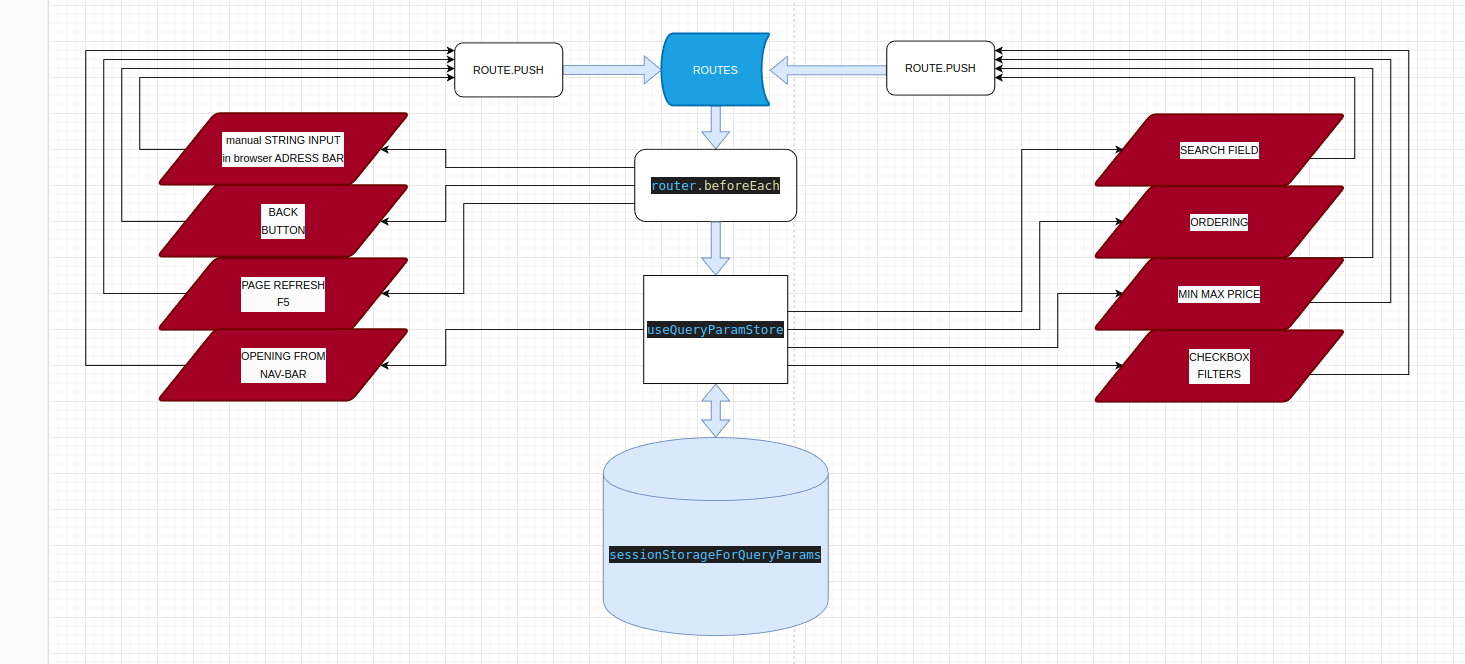 ROUTE.PUSH
ROUTES
ROUTE.PUSH
manual STRING INPUT
in browser ADRESS BAR
BACK
BUTTON
PAGE REFRESH
F5
OPENING FROM
NAV-BAR
router.beforeEach
useQueryParamStore
sessionStorageForQueryParams
SEARCH FIELD
ORDERING
MIN MAX PRICE
CHECKBOX
FILTERS